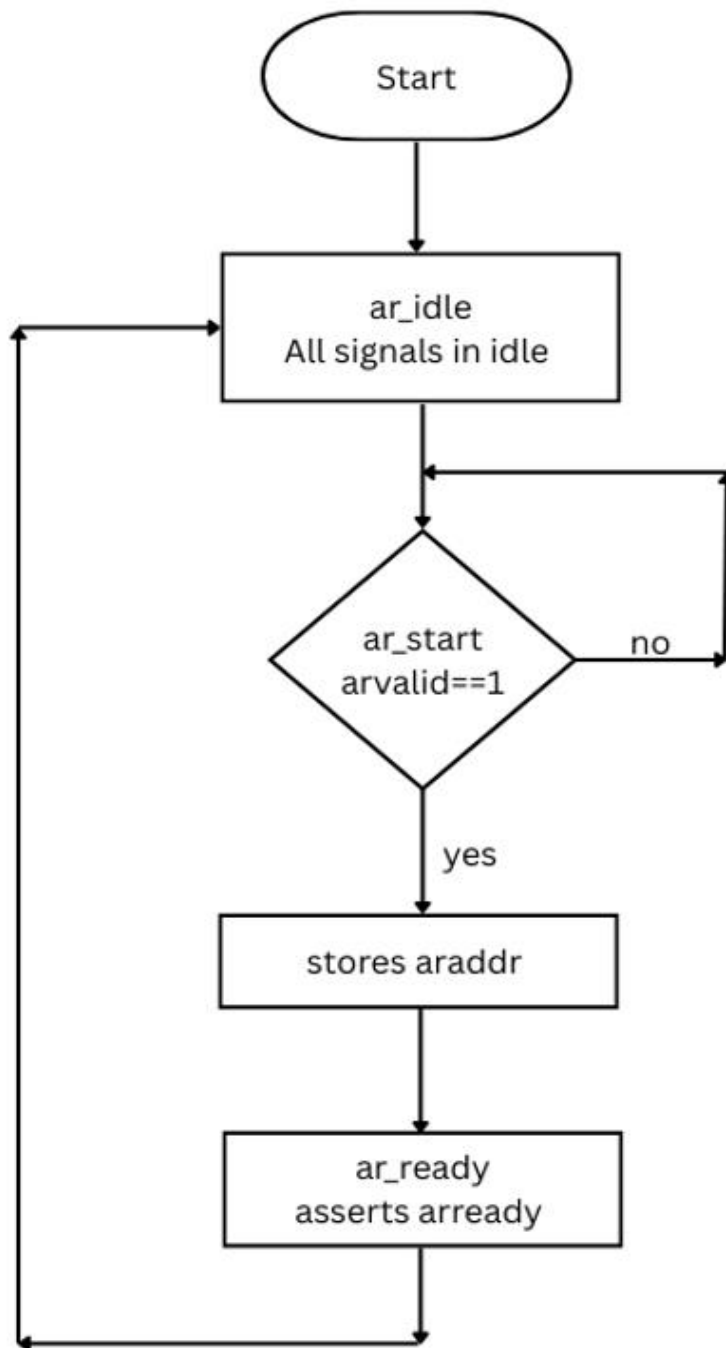 Start
ar_idle
All signals in idle
ar_start
arvalid==1
no
yes
stores araddr
ar_ready
asserts arready